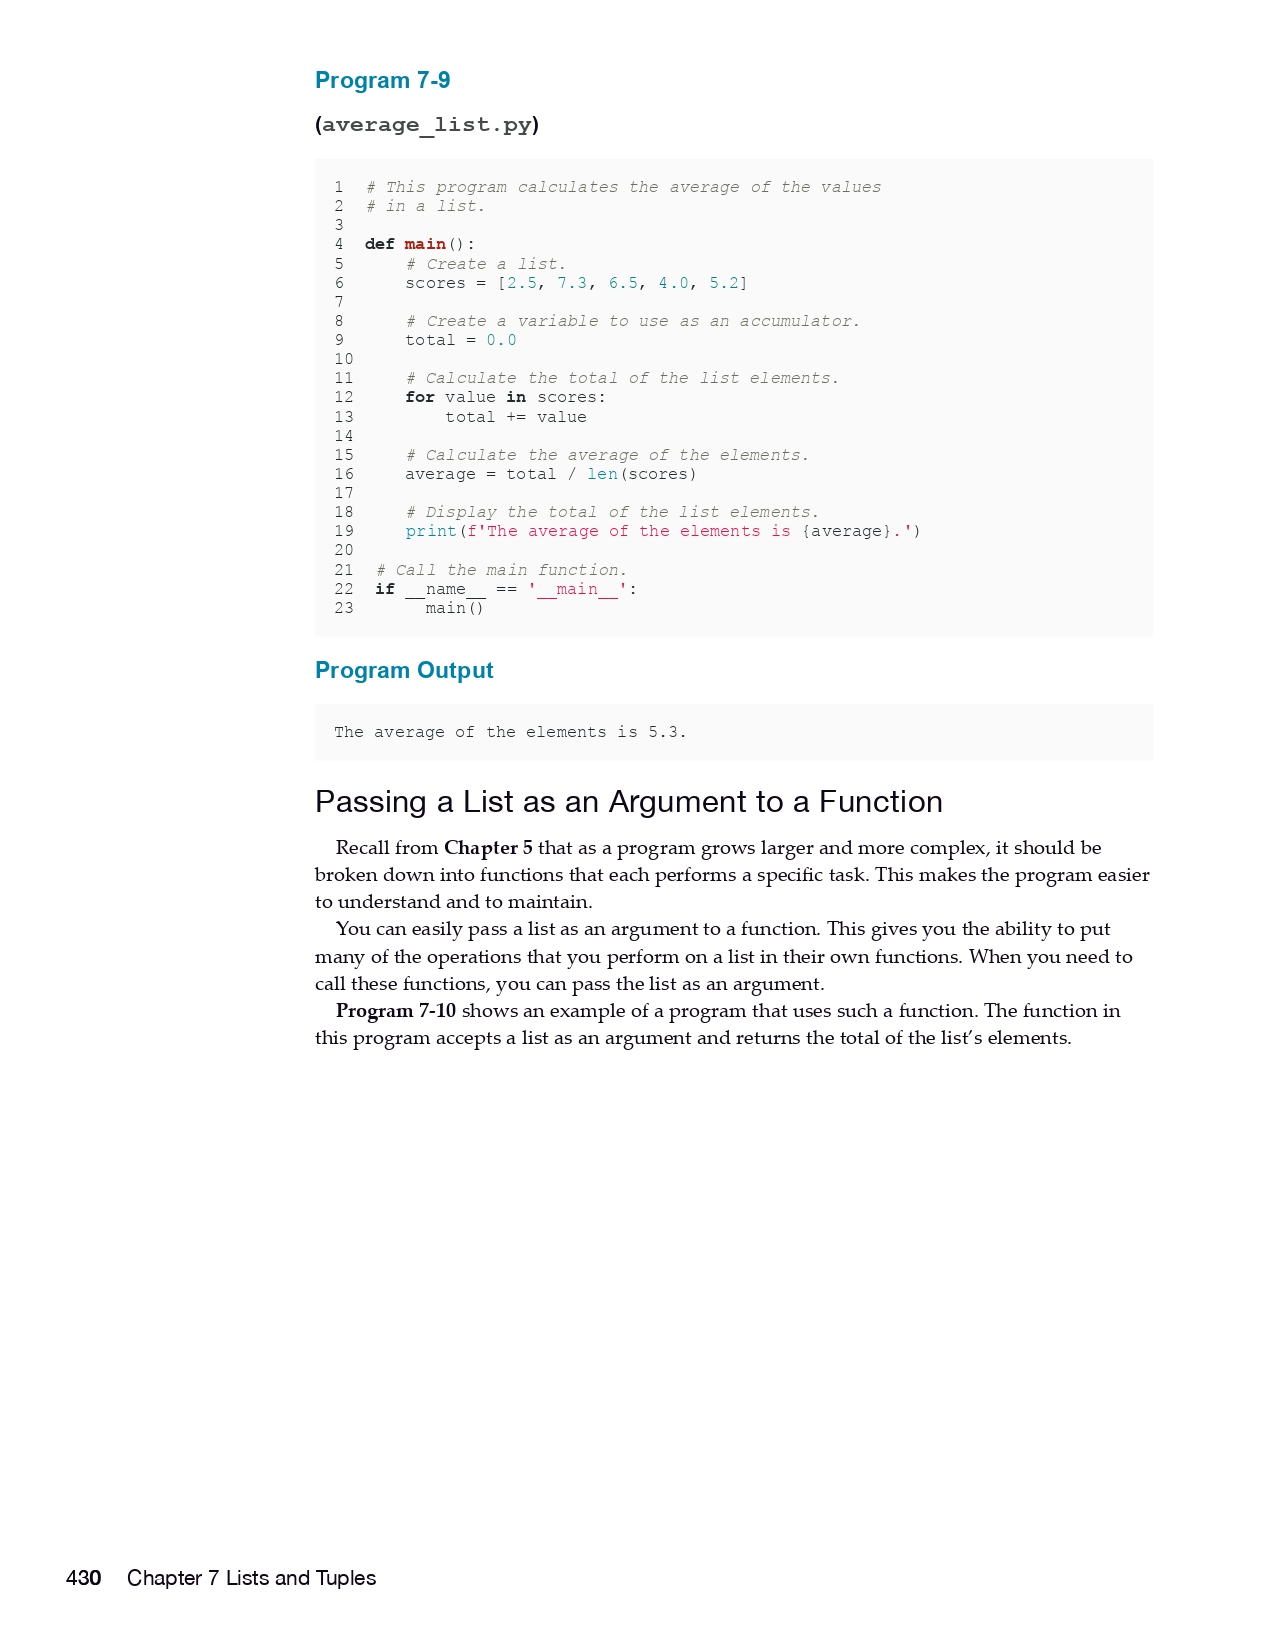 Program 7-9
(average_list.py)
1 # This program calculates the average of the values
2 # in a list.
3
4 def main():
5     # Create a list.
6     scores = [2.5, 7.3, 6.5, 4.0, 5.2]
7
8     # Create a variable to use as an accumulator.
9     total = 0.0
10
11     # Calculate the total of the list elements.
12     for value in scores:
13         total += value
14
15     # Calculate the average of the elements.
16     average = total / len(scores)
17
18     # Display the total of the list elements.
19     print(f'The average of the elements is {average}.')
20
21  # Call the main function.
22  if __name__ == '__main__':
23       main()
Program Output
The average of the elements is 5.3.
Passing a List as an Argument to a Function
Recall from Chapter 5 that as a program grows larger and more complex, it should be
broken down into functions that each performs a specific task. This makes the program easier
to understand and to maintain.
You can easily pass a list as an argument to a function. This gives you the ability to put
many of the operations that you perform on a list in their own functions. When you need to
call these functions, you can pass the list as an argument.
Program 7-10 shows an example of a program that uses such a function. The function in
this program accepts a list as an argument and returns the total of the list’s elements.
430 Chapter 7 Lists and Tuples